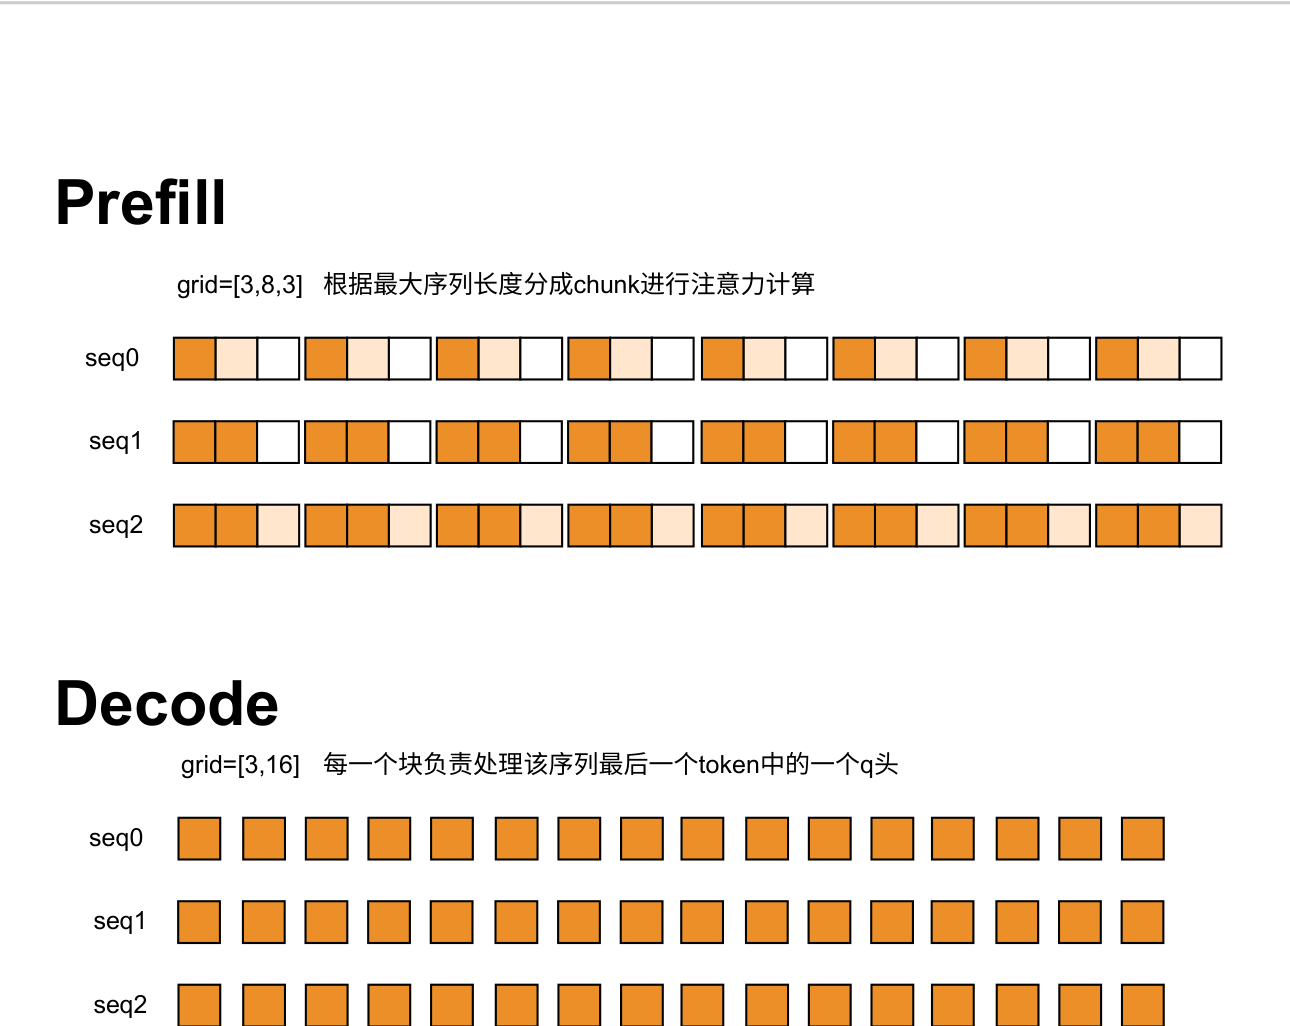 Prefill
grid=[3,8,3] 根据最大序列长度分成chunk进行注意力计算
seq0
seq1
seq2
Decode
grid=[3,16] 每一个块负责处理该序列最后一个token中的一个q头
seq0
seq1
seq2